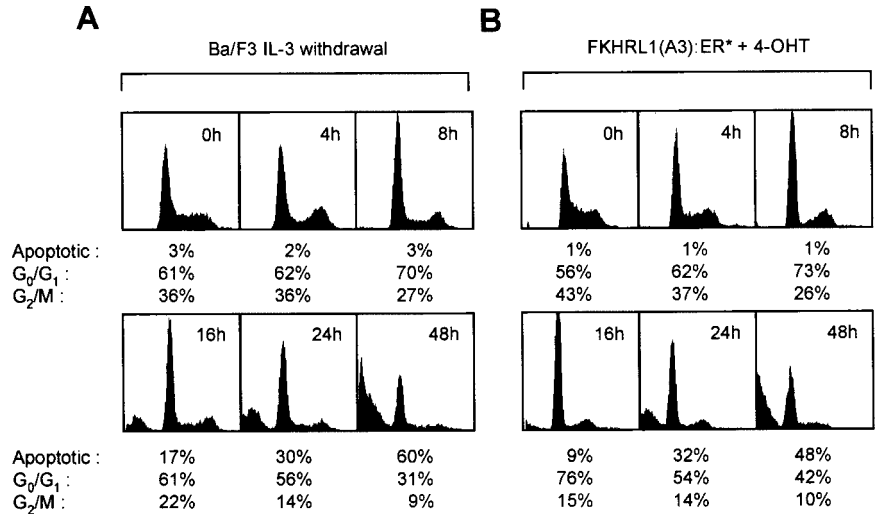 A
B
Ba/F3 IL-3 withdrawal
FKHRL1(A3):ER* + 4-OHT
0h 4h 8h 0h 4h 8h
Apoptotic : 3% 2% 3% 1% 1% 1%
G0/G1 : 61% 62% 70% 56% 62% 73%
G2/M : 36% 36% 27% 43% 37% 26%
16h 24h 48h 16h 24h 48h
Apoptotic : 17% 30% 60% 9% 32% 48%
G0/G1 : 61% 56% 31% 76% 54% 42%
G2/M : 22% 14% 9% 15% 14% 10%